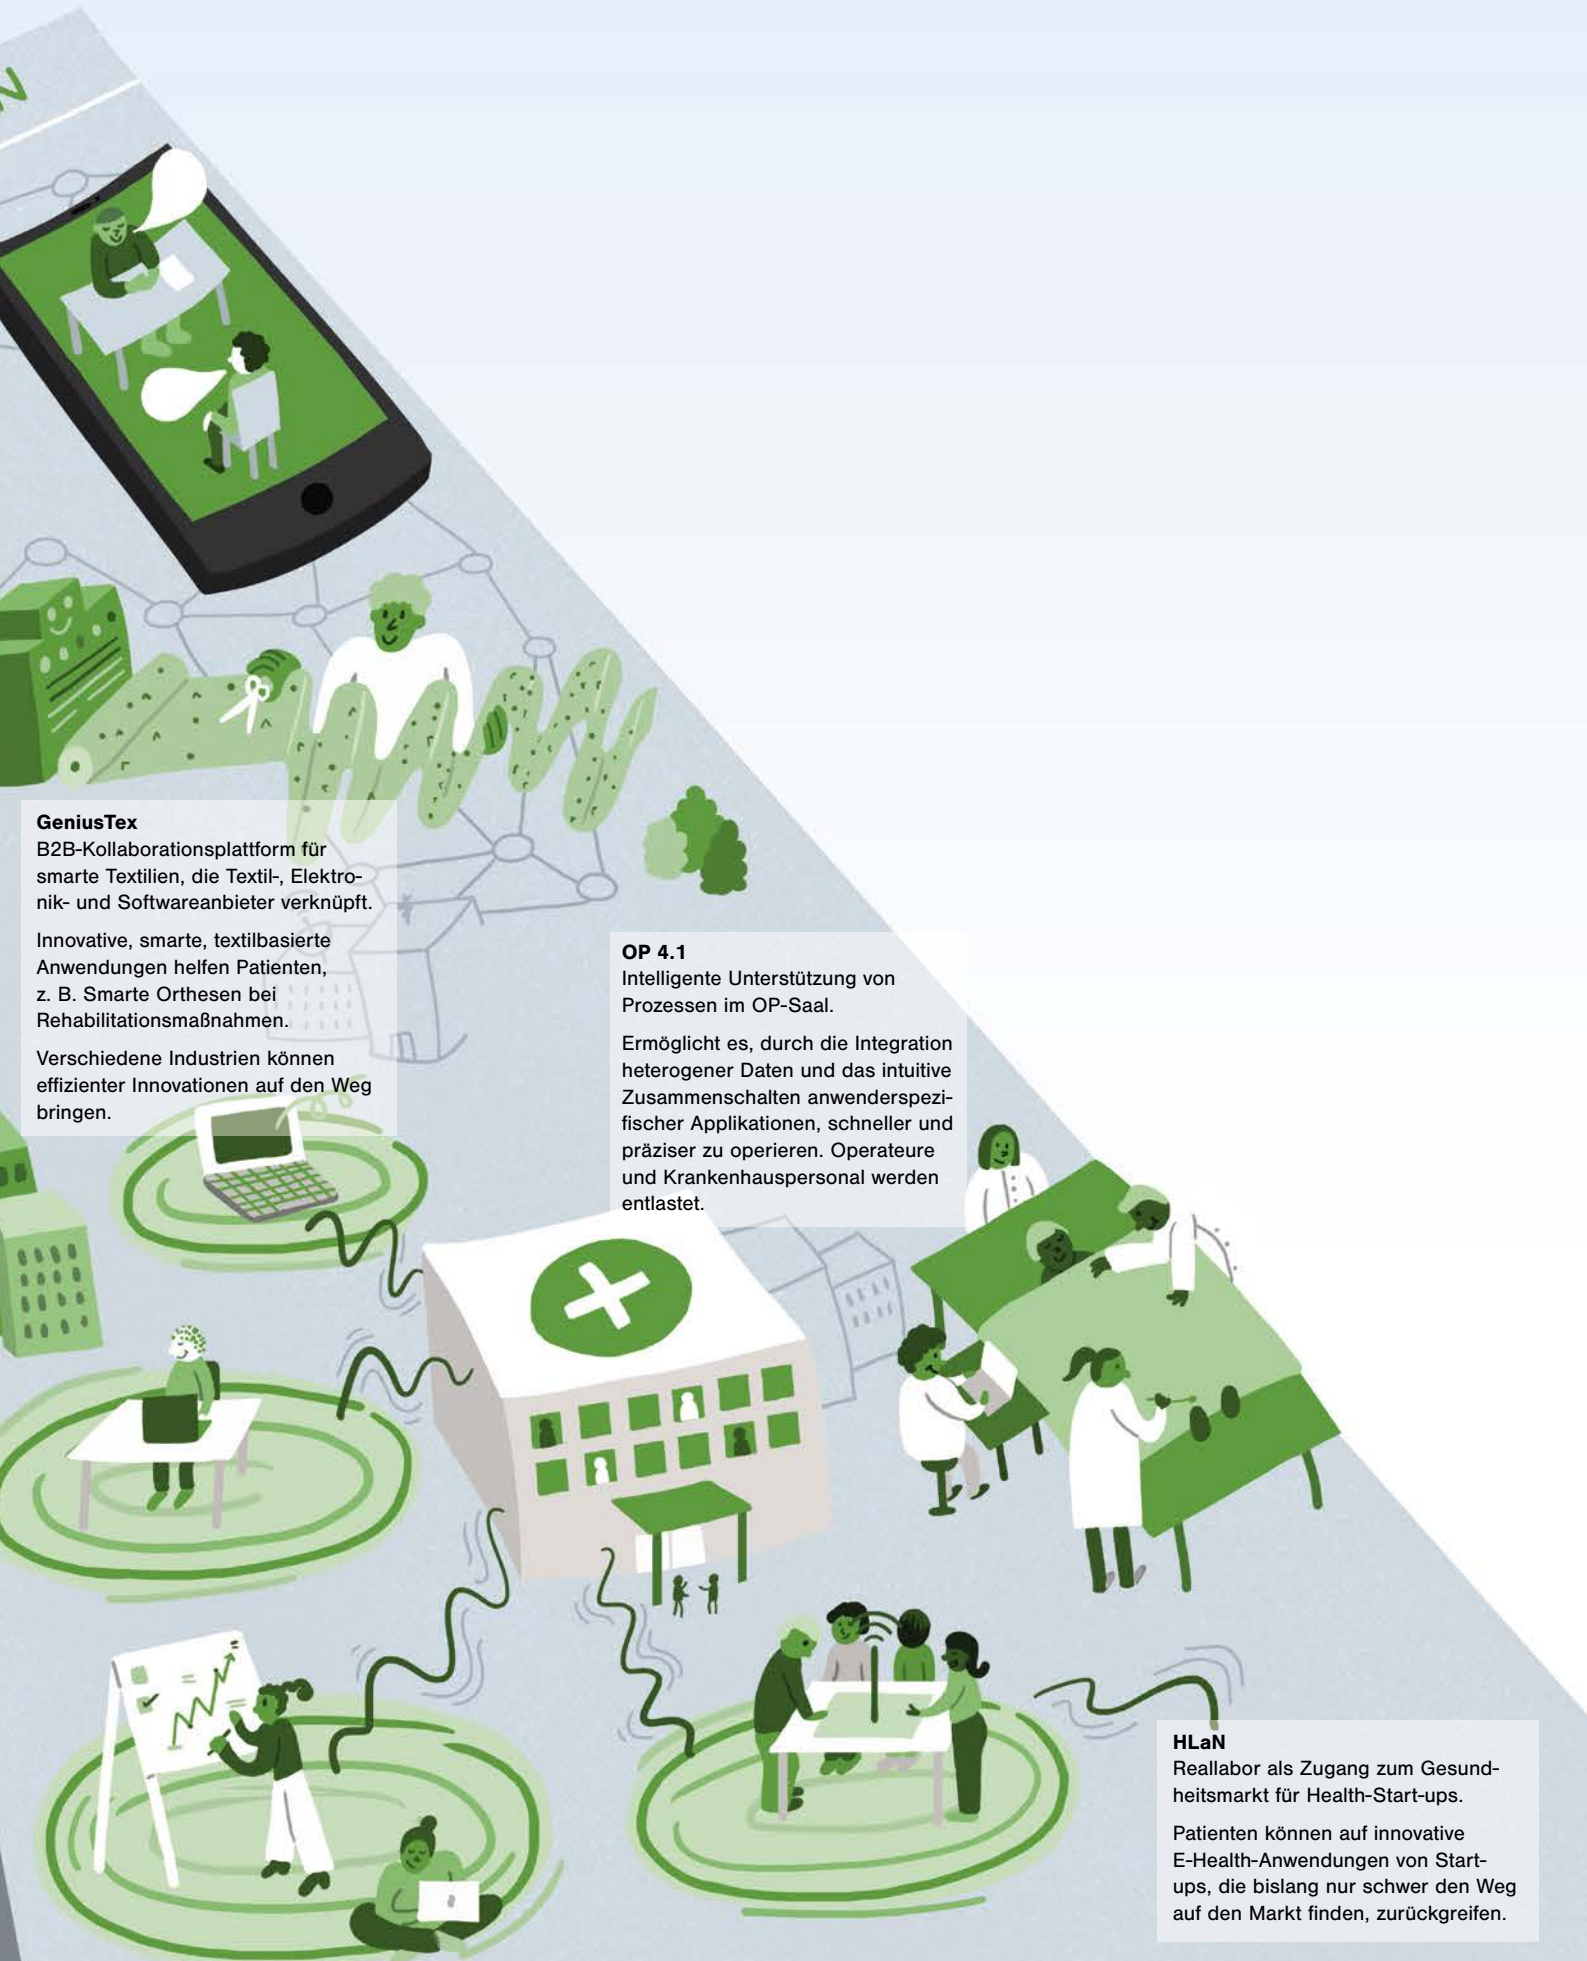 N
GeniusTex
B2B-Kollaborationsplattform für
smarte Textilien, die Textil-, Elektro-
nik- und Softwareanbieter verknüpft.
Innovative, smarte, textilbasierte
Anwendungen helfen Patienten,
z. B. Smarte Orthesen bei
Rehabilitationsmaßnahmen.
Verschiedene Industrien können
effizienter Innovationen auf den Weg
bringen.
OP 4.1
Intelligente Unterstützung von
Prozessen im OP-Saal.
Ermöglicht es, durch die Integration
heterogener Daten und das intuitive
Zusammenschalten anwenderspezi-
fischer Applikationen, schneller und
präziser zu operieren. Operateure
und Krankenhauspersonal werden
entlastet.
HLaN
Reallabor als Zugang zum Gesund-
heitsmarkt für Health-Start-ups.
Patienten können auf innovative
E-Health-Anwendungen von Start-
ups, die bislang nur schwer den Weg
auf den Markt finden, zurückgreifen.